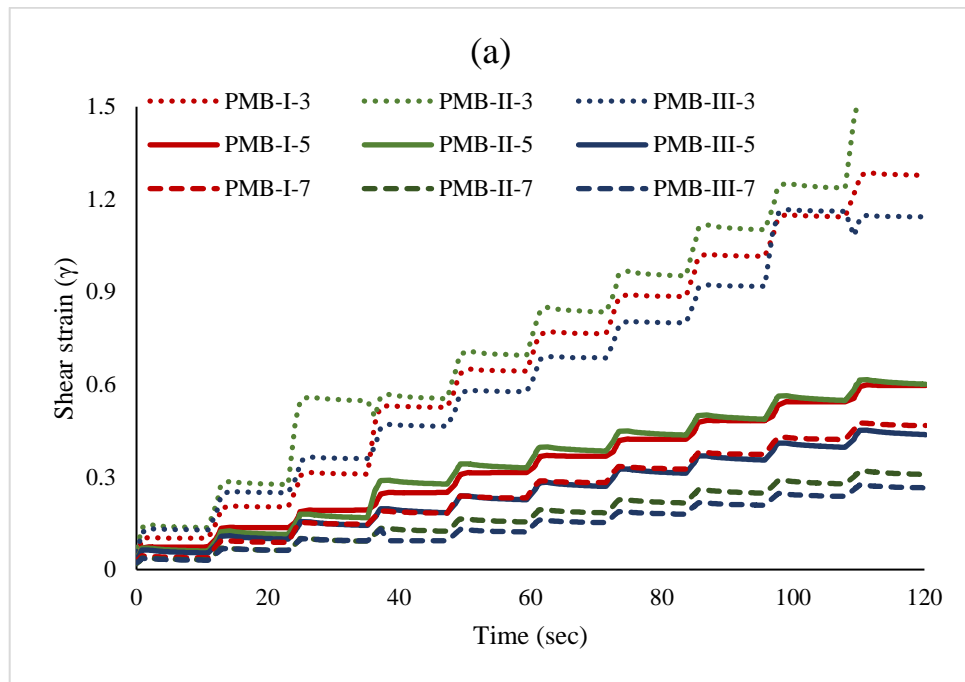 (a)
PMB-I-3 PMB-II-3 PMB-III-3
PMB-I-5 PMB-II-5 PMB-III-5
PMB-I-7 PMB-II-7 PMB-III-7
Shear strain (γ)
1.5
1.2
0.9
0.6
0.3
0
0 20 40 60 80 100 120
Time (sec)